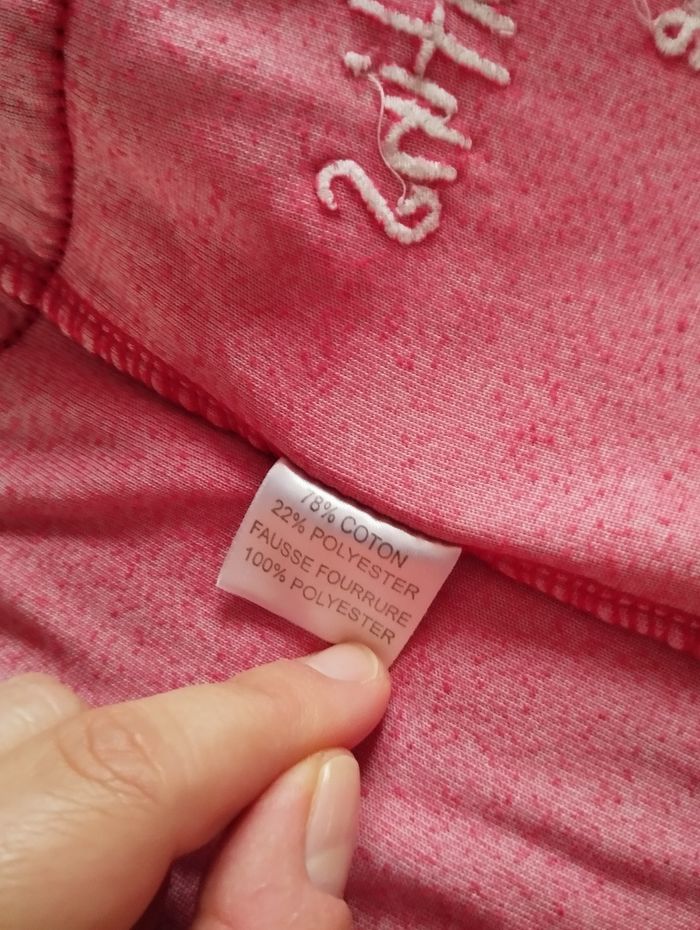 78% COTON
22% POLYESTER
FAUSSE FOURRURE
100% POLYESTER